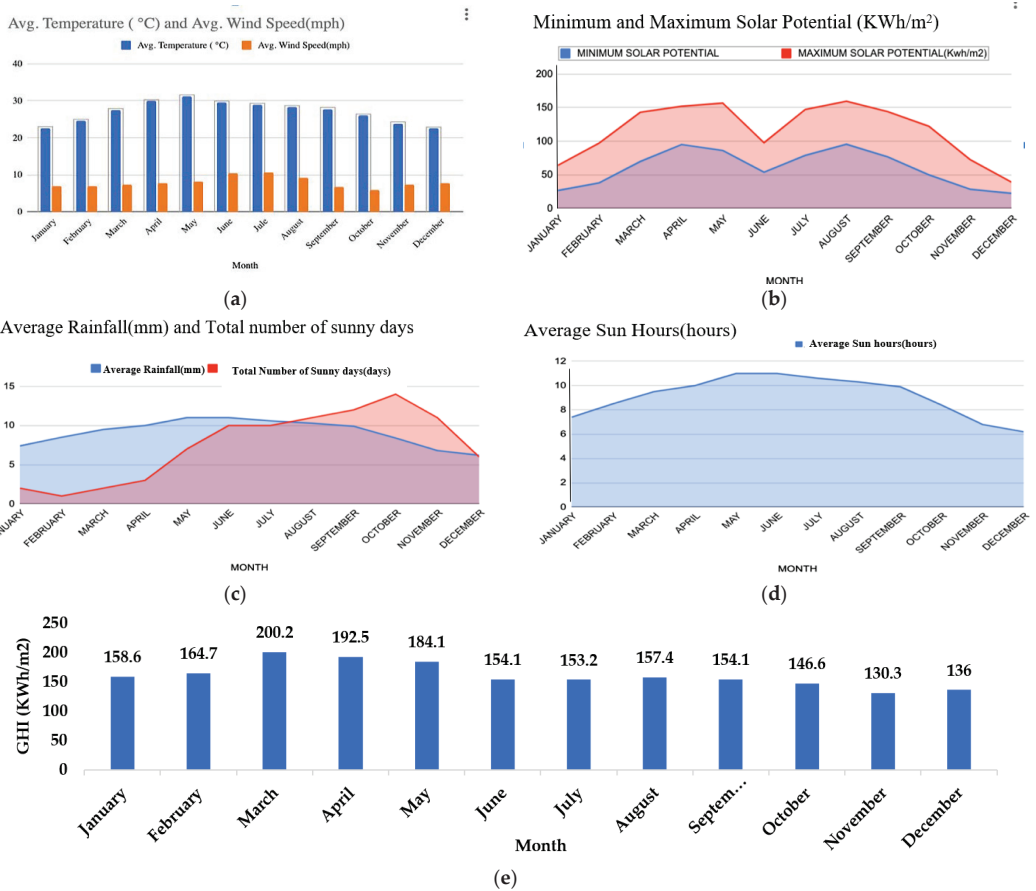 Avg. Temperature ( °C) and Avg. Wind Speed(mph)
Avg. Temperature ( °C) Avg. Wind Speed(mph)
40
30
20
10
0
January February March April May June Jule August September October November December
Month
(a)
Minimum and Maximum Solar Potential (KWh/m²)
MINIMUM SOLAR POTENTIAL MAXIMUM SOLAR POTENTIAL(Kwh/m2)
200
150
100
50
0
JANUARY FEBRUARY MARCH APRIL MAY JUNE JULY AUGUST SEPTEMBER OCTOBER NOVEMBER DECEMBER
MONTH
(b)
Average Rainfall(mm) and Total number of sunny days
Average Rainfall(mm) Total Number of Sunny days(days)
15
10
5
0
NUARY FEBRUARY MARCH APRIL MAY JUNE JULY AUGUST SEPTEMBER OCTOBER NOVEMBER DECEMBER
MONTH
(c)
Average Sun Hours(hours)
Average Sun hours(hours)
12
10
8
6
4
2
0
JANUARY FEBRUARY MARCH APRIL MAY JUNE JULY AUGUST SEPTEMBER OCTOBER NOVEMBER DECEMBER
MONTH
(d)
GHI (KWh/m2)
250
200
150
100
50
0
158.6 164.7 200.2 192.5 184.1 154.1 153.2 157.4 154.1 146.6 130.3 136
January February March April May June July August Septem... October November December
Month
(e)